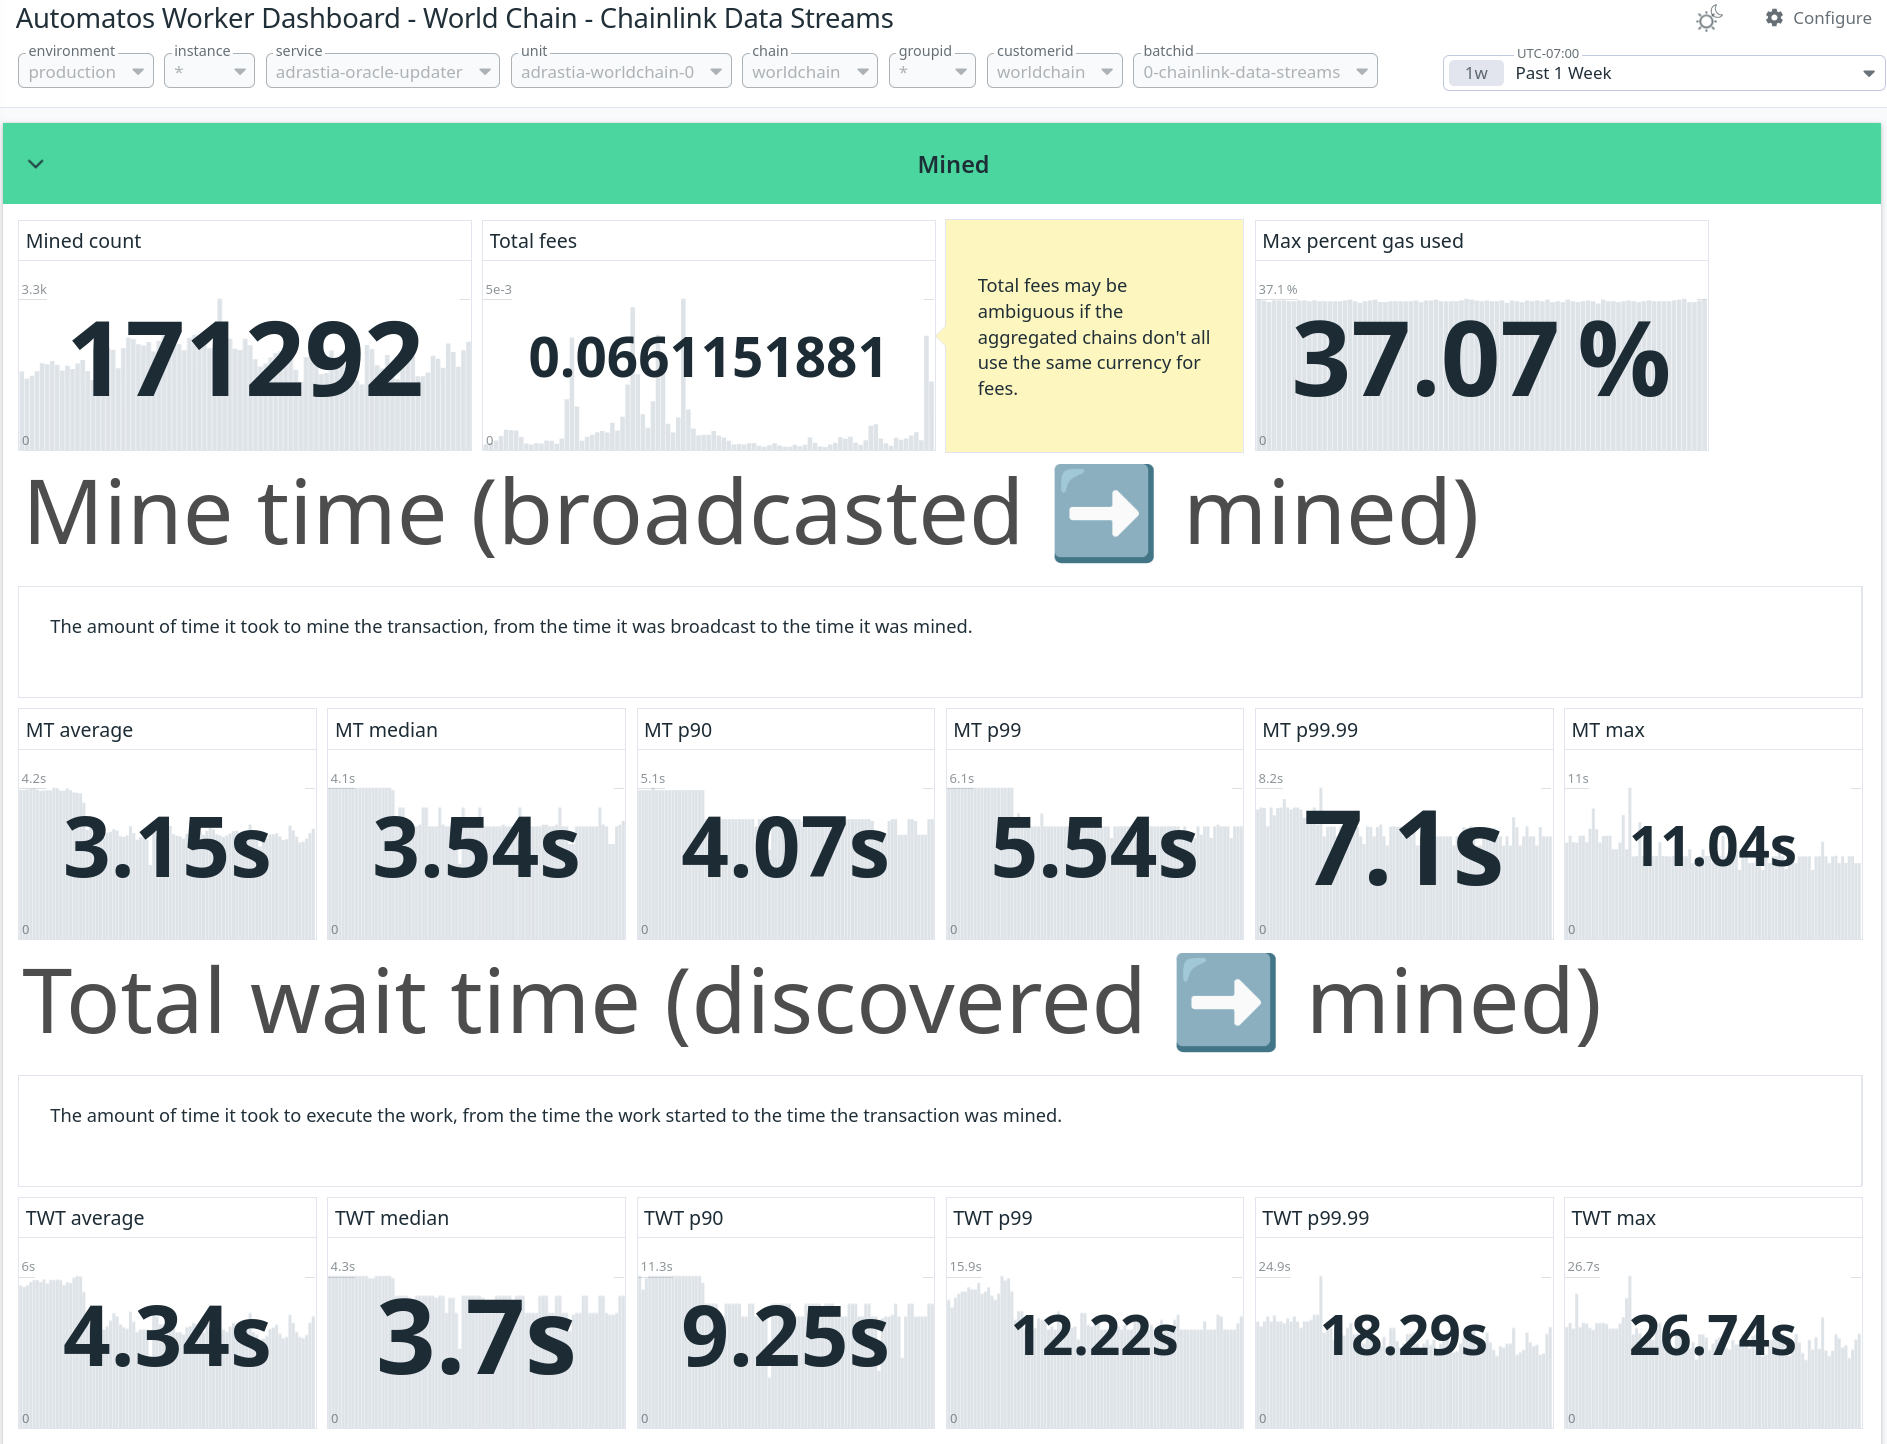 Automatos Worker Dashboard - World Chain - Chainlink Data Streams
Configure
environment
production
instance
*
service
adrastia-oracle-updater
unit
adrastia-worldchain-0
chain
worldchain
groupid
*
customerid
worldchain
batchid
0-chainlink-data-streams
UTC-07:00
1w Past 1 Week
Mined
Mined count
3.3k
171292
0
Total fees
5e-3
0.0661151881
0
Total fees may be
ambiguous if the
aggregated chains don't all
use the same currency for
fees.
Max percent gas used
37.1 %
37.07 %
0
Mine time (broadcasted ➡️ mined)
The amount of time it took to mine the transaction, from the time it was broadcast to the time it was mined.
MT average
4.2s
3.15s
0
MT median
4.1s
3.54s
0
MT p90
5.1s
4.07s
0
MT p99
6.1s
5.54s
0
MT p99.99
8.2s
7.1s
0
MT max
11s
11.04s
0
Total wait time (discovered ➡️ mined)
The amount of time it took to execute the work, from the time the work started to the time the transaction was mined.
TWT average
6s
4.34s
0
TWT median
4.3s
3.7s
0
TWT p90
11.3s
9.25s
0
TWT p99
15.9s
12.22s
0
TWT p99.99
24.9s
18.29s
0
TWT max
26.7s
26.74s
0